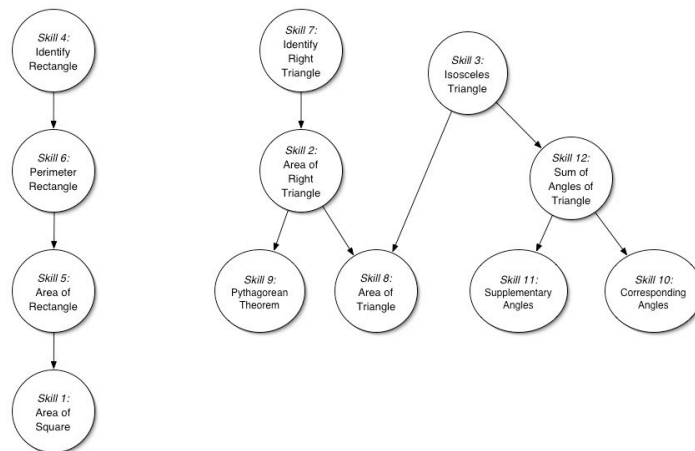 Skill 4:
Identify
Rectangle
Skill 7:
Identify
Right
Triangle
Skill 3:
Isosceles
Triangle
Skill 6:
Perimeter
Rectangle
Skill 2:
Area of
Right
Triangle
Skill 12:
Sum of
Angles of
Triangle
Skill 5:
Area of
Rectangle
Skill 9:
Pythagorean
Theorem
Skill 8:
Area of
Triangle
Skill 11:
Supplementary
Angles
Skill 10:
Corresponding
Angles
Skill 1:
Area of
Square